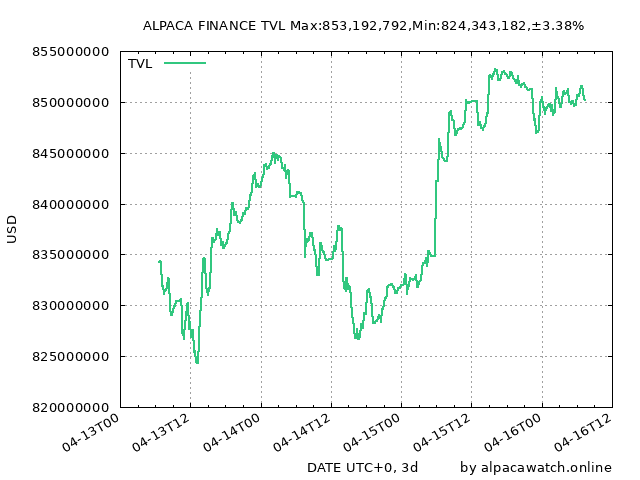 ALPACA FINANCE TVL Max:853,192,792,Min:824,343,182,±3.38%
TVL
855000000
850000000
845000000
840000000
835000000
830000000
825000000
820000000
USD
04-13T00
04-13T12
04-14T00
04-14T12
04-15T00
04-15T12
04-16T00
04-16T12
DATE UTC+0, 3d
by alpacawatch.online